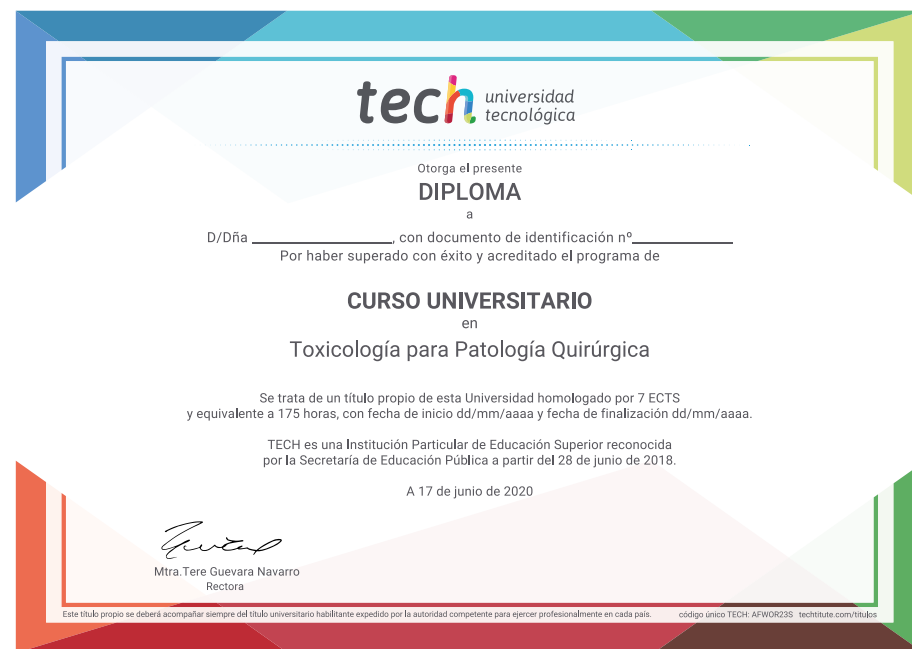 tech universidad
tecnológica
Otorga el presente
DIPLOMA
a
D/Dña ____________________, con documento de identificación nº______________
Por haber superado con éxito y acreditado el programa de
CURSO UNIVERSITARIO
en
Toxicología para Patología Quirúrgica
Se trata de un título propio de esta Universidad homologado por 7 ECTS
y equivalente a 175 horas, con fecha de inicio dd/mm/aaaa y fecha de finalización dd/mm/aaaa.
TECH es una Institución Particular de Educación Superior reconocida
por la Secretaría de Educación Pública a partir del 28 de junio de 2018.
A 17 de junio de 2020
Mtra.Tere Guevara Navarro
Rectora
Este título propio se deberá acompañar siempre del título universitario habilitante expedido por la autoridad competente para ejercer profesionalmente en cada país. código único TECH: AFWOR23S techtitute.com/titulos